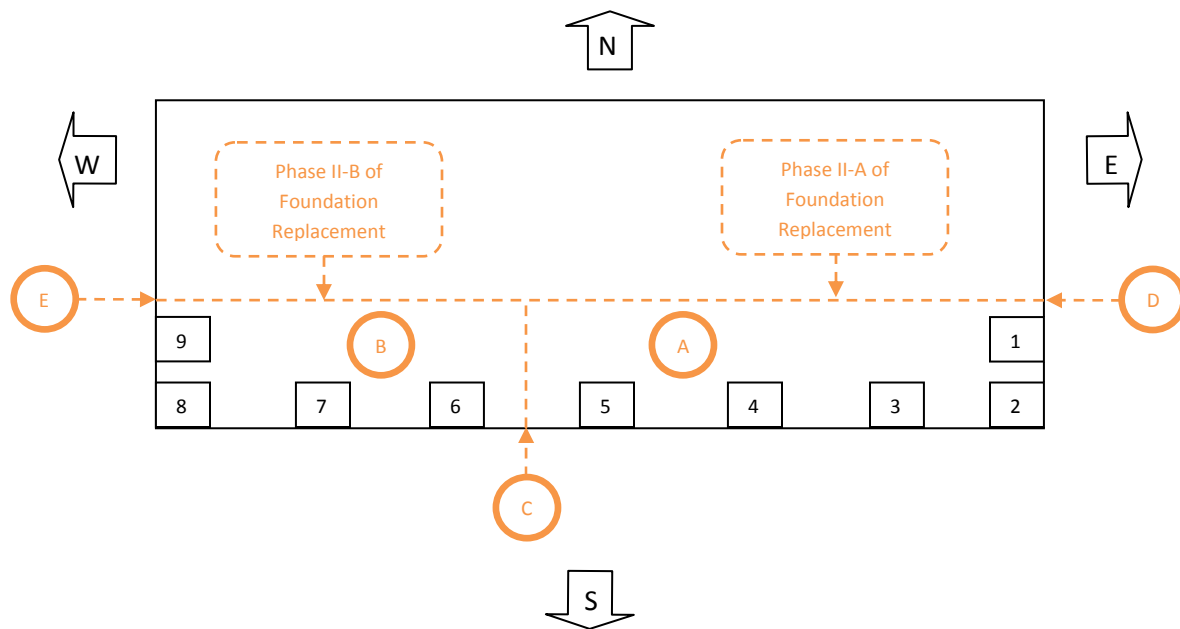 N
W
E
Phase II-B of
Foundation
Replacement
Phase II-A of
Foundation
Replacement
E
D
9
B
A
1
8
7
6
5
4
3
2
C
S